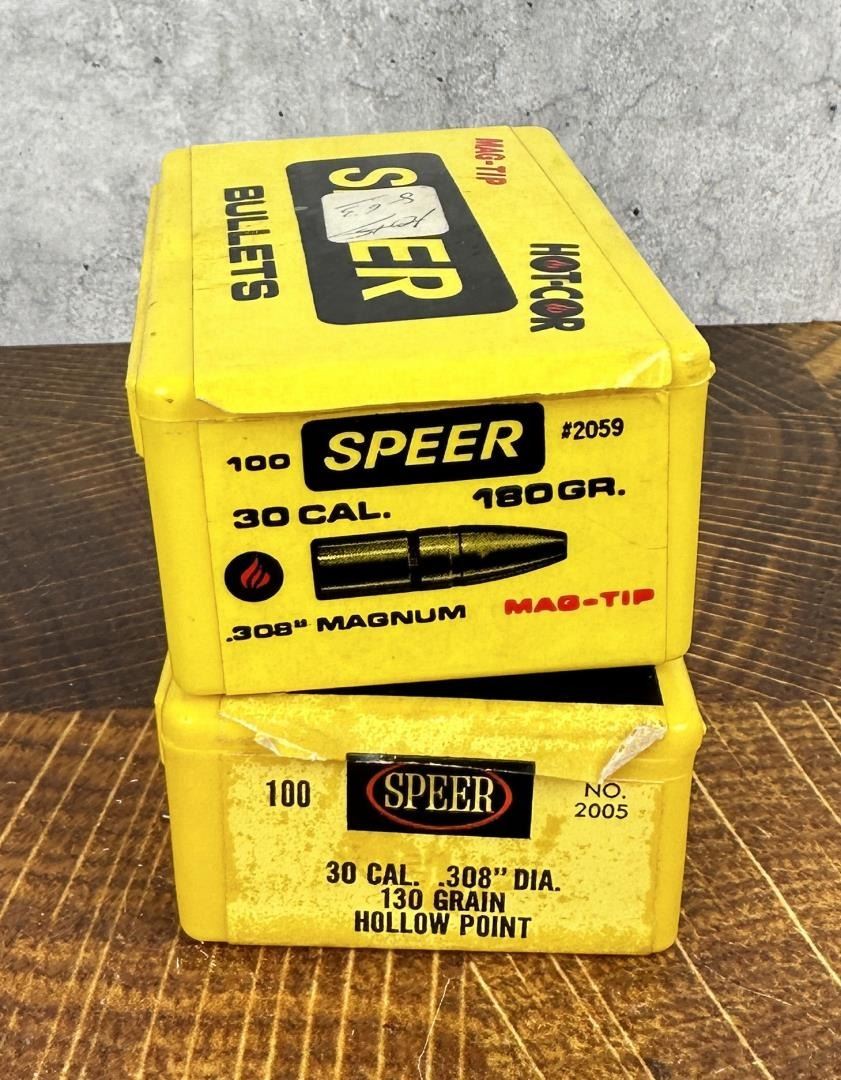 MAG-TIP
HOT-COR
BULLETS
100 SPEER #2059
30 CAL. 180 GR.
.308" MAGNUM MAG-TIP
100 SPEER NO. 2005
30 CAL. .308" DIA.
130 GRAIN
HOLLOW POINT